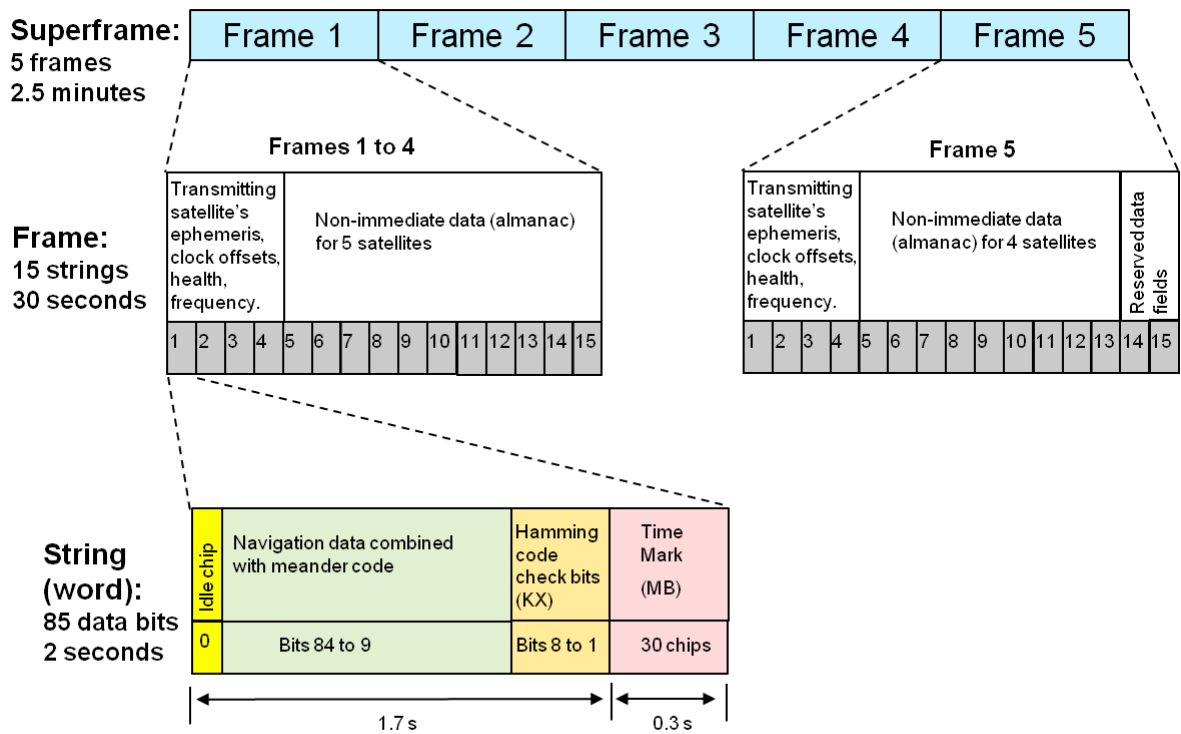 Superframe:
5 frames
2.5 minutes
Frame 1
Frame 2
Frame 3
Frame 4
Frame 5
Frames 1 to 4
Frame 5
Frame:
15 strings
30 seconds
Transmitting
satellite's
ephemeris,
clock offsets,
health,
frequency.
Non-immediate data (almanac)
for 5 satellites
1 2 3 4 5 6 7 8 9 10 11 12 13 14 15
Transmitting
satellite's
ephemeris,
clock offsets,
health,
frequency.
Non-immediate data
(almanac) for 4 satellites
Reserved data
fields
1 2 3 4 5 6 7 8 9 10 11 12 13 14 15
String
(word):
85 data bits
2 seconds
Idle chip
Navigation data combined
with meander code
Hamming
code
check bits
(KX)
Time
Mark
(MB)
0
Bits 84 to 9
Bits 8 to 1
30 chips
1.7 s
0.3 s